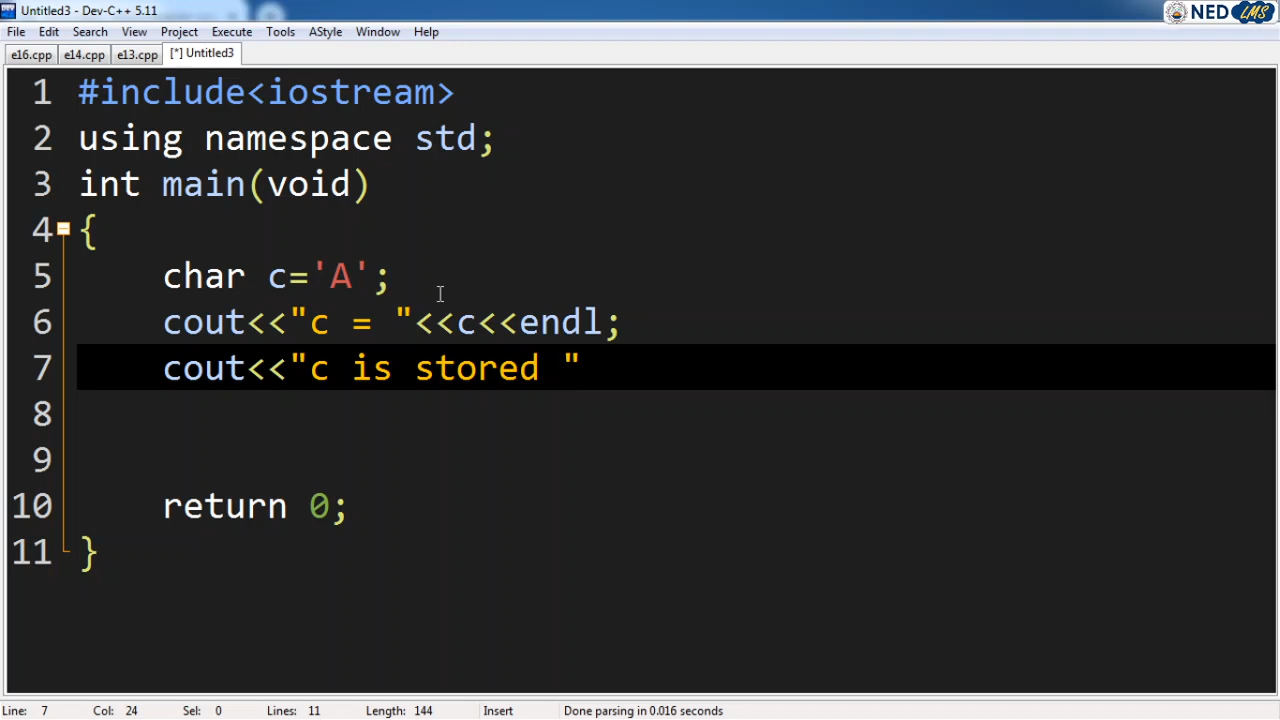 Untitled3 - Dev-C++ 5.11
NED LMS
File Edit Search View Project Execute Tools AStyle Window Help
e16.cpp e14.cpp e13.cpp [*] Untitled3
1 #include<iostream>
2 using namespace std;
3 int main(void)
4 {
5 char c='A';
6 cout<<"c = "<<c<<endl;
7 cout<<"c is stored "
8
9
10 return 0;
11 }
Line: 7 Col: 24 Sel: 0 Lines: 11 Length: 144 Insert Done parsing in 0.016 seconds